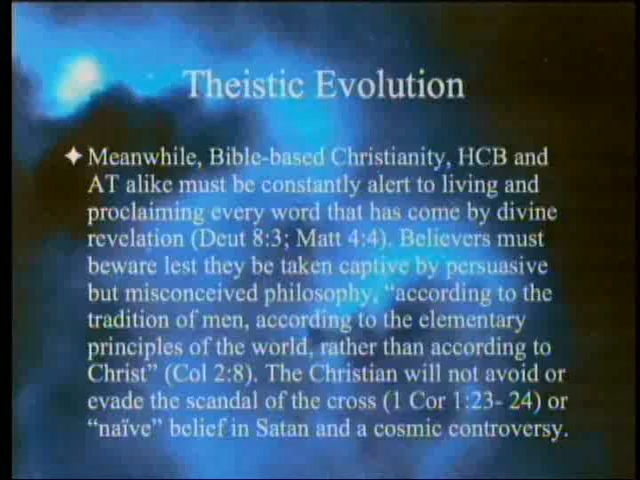 Theistic Evolution
Meanwhile, Bible-based Christianity, HCB and
AT alike must be constantly alert to living and
proclaiming every word that has come by divine
revelation (Deut 8:3; Matt 4:4). Believers must
beware lest they be taken captive by persuasive
but misconceived philosophy, “according to the
tradition of men, according to the elementary
principles of the world, rather than according to
Christ” (Col 2:8). The Christian will not avoid or
evade the scandal of the cross (1 Cor 1:23- 24) or
“naïve” belief in Satan and a cosmic controversy.